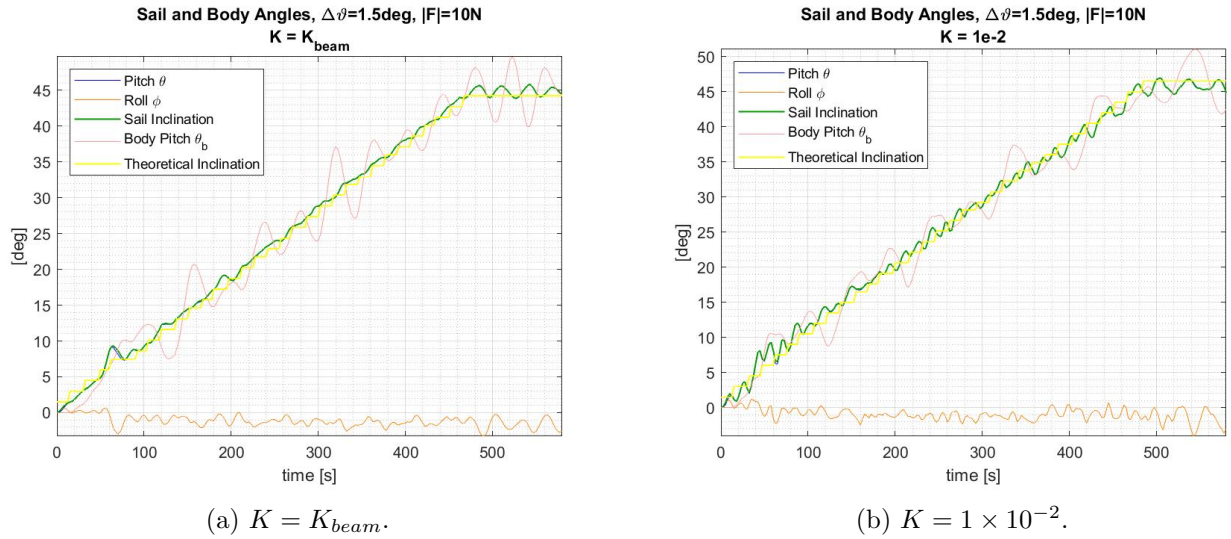 Sail and Body Angles, Δϑ=1.5deg, |F|=10N
K = K_beam
Pitch θ
Roll ϕ
Sail Inclination
Body Pitch θ_b
Theoretical Inclination
[deg]
45
40
35
30
25
20
15
10
5
0
0 100 200 300 400 500
time [s]
(a) K = K_beam.
Sail and Body Angles, Δϑ=1.5deg, |F|=10N
K = 1e-2
Pitch θ
Roll ϕ
Sail Inclination
Body Pitch θ_b
Theoretical Inclination
[deg]
50
45
40
35
30
25
20
15
10
5
0
0 100 200 300 400 500
time [s]
(b) K = 1 × 10⁻².